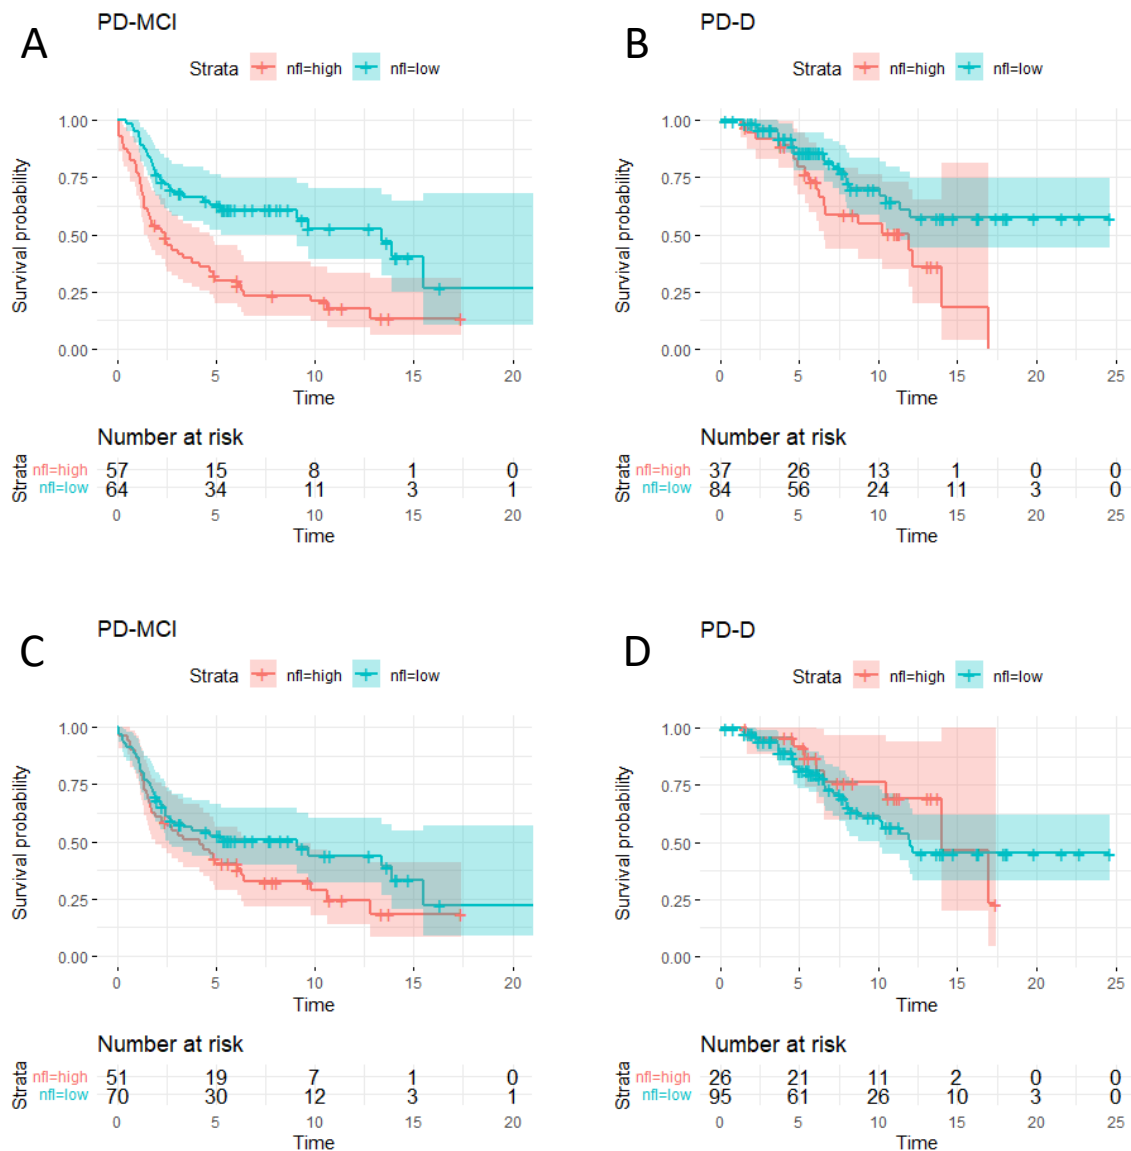 A
PD-MCI
Strata nfl=high nfl=low
Survival probability
1.00
0.75
0.50
0.25
0.00
0 5 10 15 20
Time
Number at risk
Strata
nfl=high 57 15 8 1 0
nfl=low 64 34 11 3 1
0 5 10 15 20
Time
B
PD-D
Strata nfl=high nfl=low
Survival probability
1.00
0.75
0.50
0.25
0.00
0 5 10 15 20 25
Time
Number at risk
Strata
nfl=high 37 26 13 1 0 0
nfl=low 84 56 24 11 3 0
0 5 10 15 20 25
Time
C
PD-MCI
Strata nfl=high nfl=low
Survival probability
1.00
0.75
0.50
0.25
0.00
0 5 10 15 20
Time
Number at risk
Strata
nfl=high 51 19 7 1 0
nfl=low 70 30 12 3 1
0 5 10 15 20
Time
D
PD-D
Strata nfl=high nfl=low
Survival probability
1.00
0.75
0.50
0.25
0.00
0 5 10 15 20 25
Time
Number at risk
Strata
nfl=high 26 21 11 2 0 0
nfl=low 95 61 26 10 3 0
0 5 10 15 20 25
Time